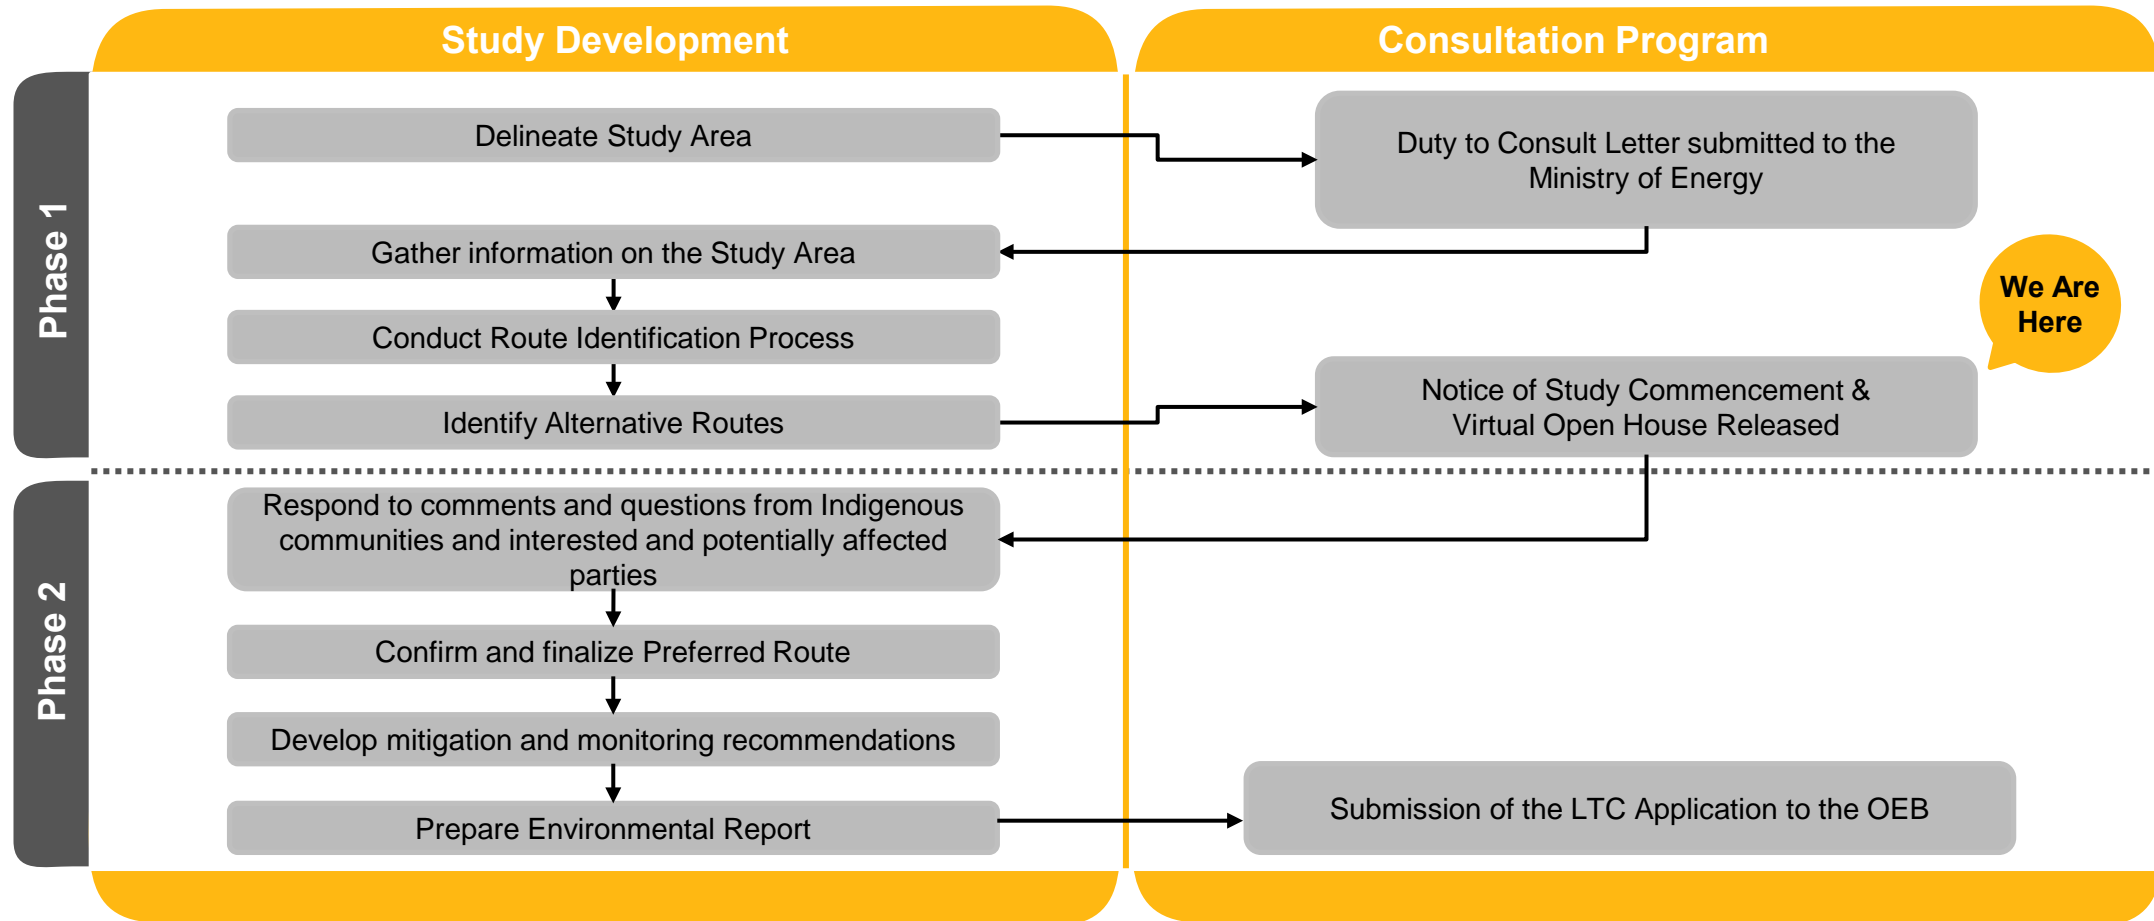 Study Development
Consultation Program
Phase 1
Delineate Study Area
Duty to Consult Letter submitted to the
Ministry of Energy
Gather information on the Study Area
We Are
Here
Conduct Route Identification Process
Identify Alternative Routes
Notice of Study Commencement &
Virtual Open House Released
Phase 2
Respond to comments and questions from Indigenous
communities and interested and potentially affected
parties
Confirm and finalize Preferred Route
Develop mitigation and monitoring recommendations
Prepare Environmental Report
Submission of the LTC Application to the OEB